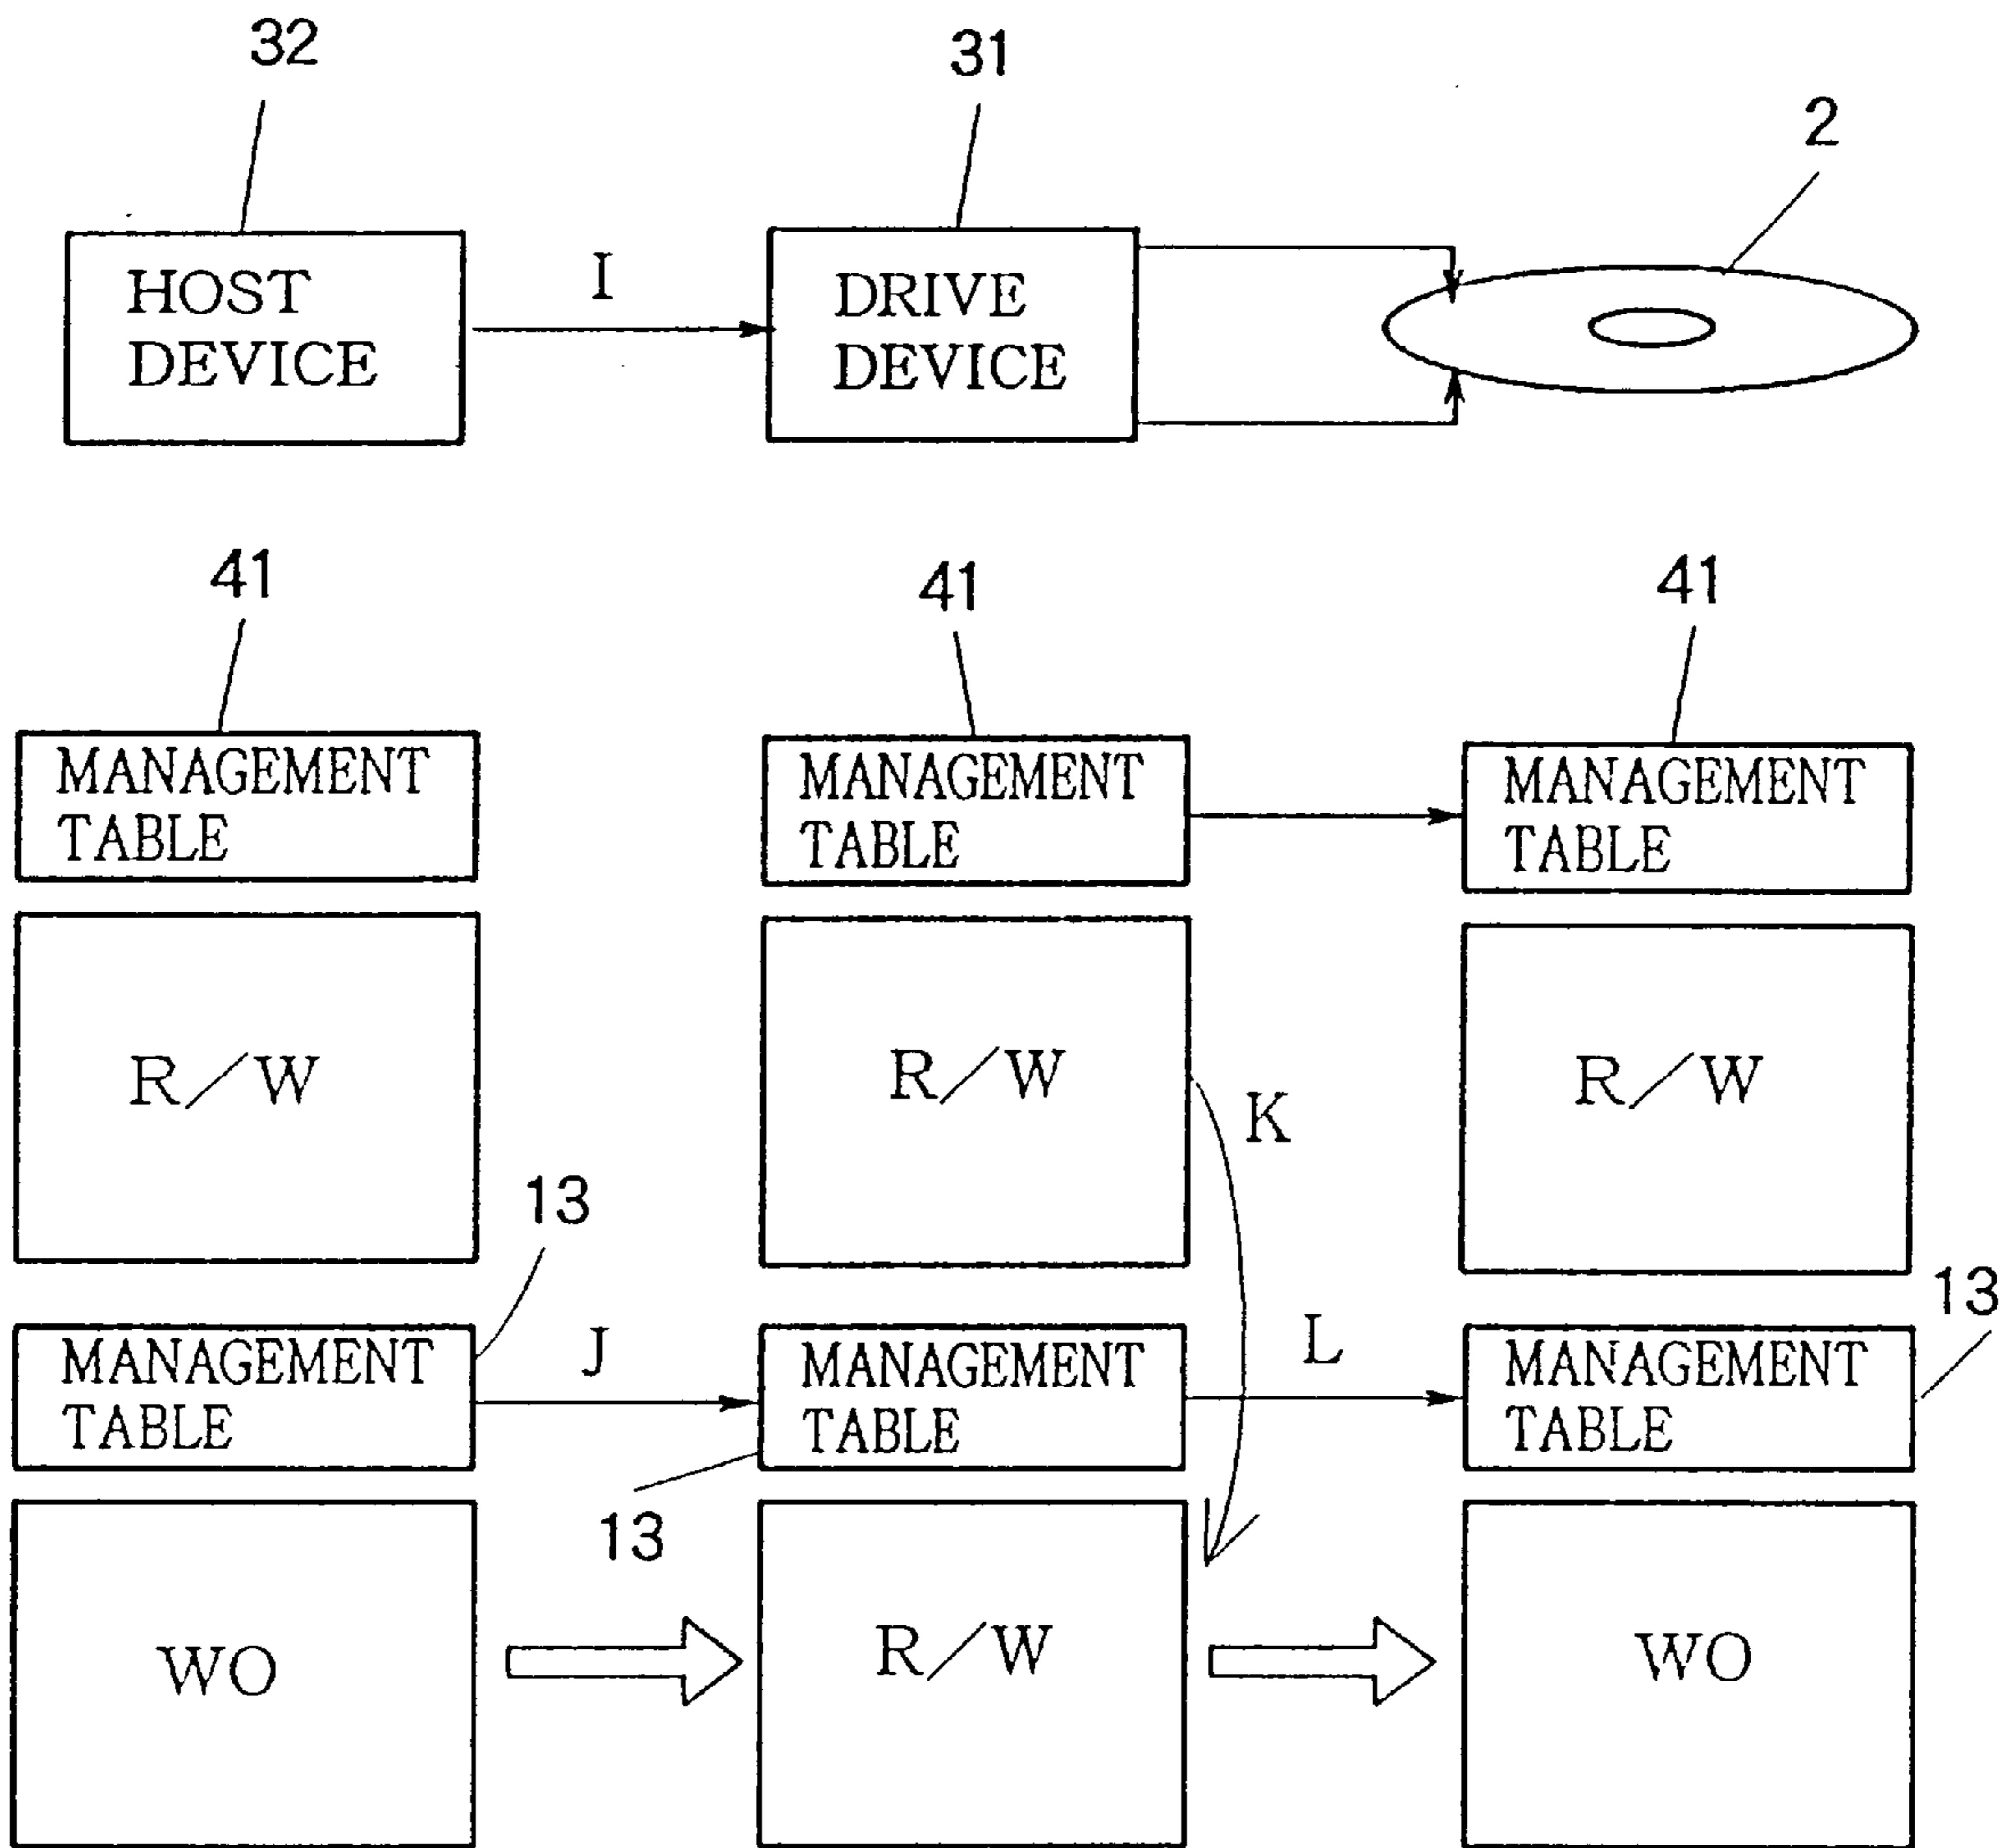 32
31
2
HOST
DEVICE
I
DRIVE
DEVICE
41
41
41
MANAGEMENT
TABLE
MANAGEMENT
TABLE
MANAGEMENT
TABLE
R/W
R/W
K
R/W
13
13
MANAGEMENT
TABLE
J
MANAGEMENT
TABLE
L
MANAGEMENT
TABLE
13
WO
R/W
WO